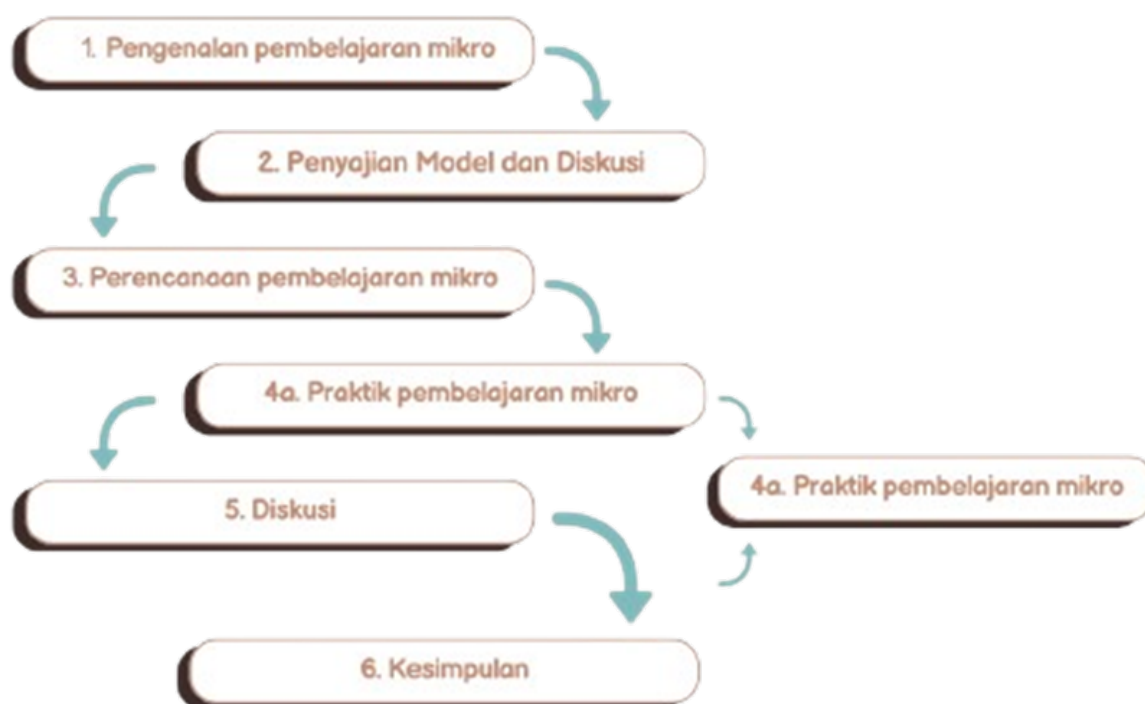 1. Pengenalan pembelajaran mikro
2. Penyajian Model dan Diskusi
3. Perencanaan pembelajaran mikro
4a. Praktik pembelajaran mikro
4a. Praktik pembelajaran mikro
5. Diskusi
6. Kesimpulan